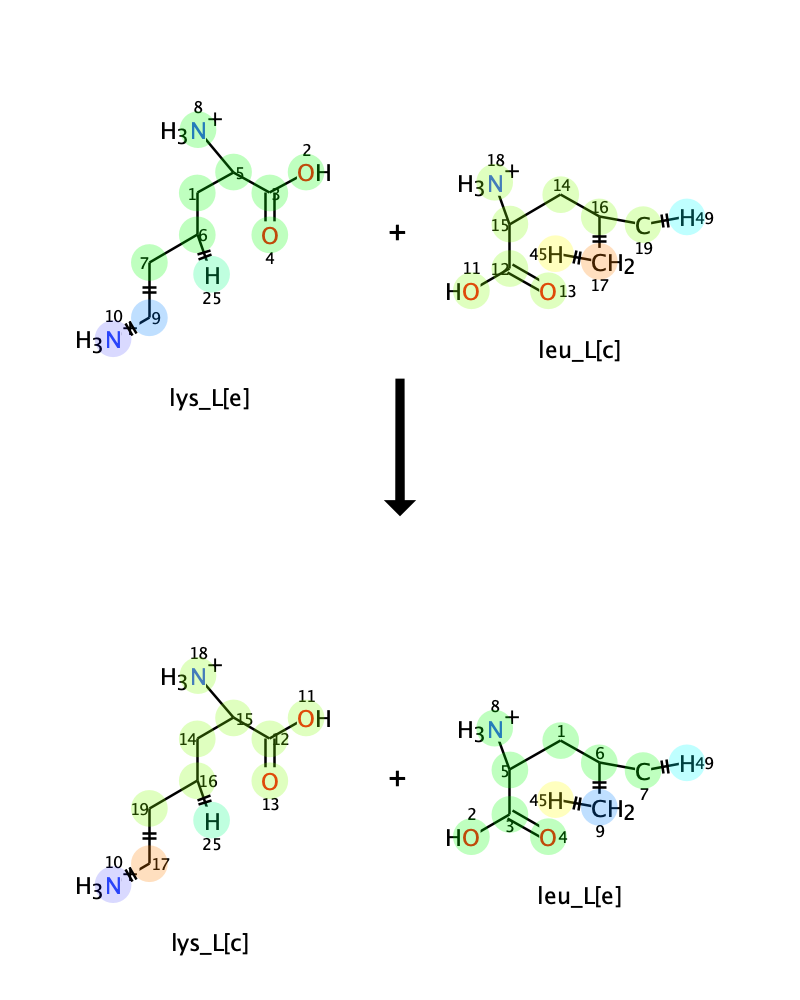 8
H3N+
5
2
OH
1
3
6
O
4
7
H
25
10
H3N
9
lys_L[e]
+
18
H3N+
14
16
15
C
H49
19
45H
CH2
17
11
HO
12
O13
leu_L[c]
18
H3N+
15
11
OH
14
12
16
O
13
19
H
25
10
H3N
17
lys_L[c]
+
8
H3N+
1
6
5
C
H49
7
45H
CH2
9
2
HO
3
O4
leu_L[e]